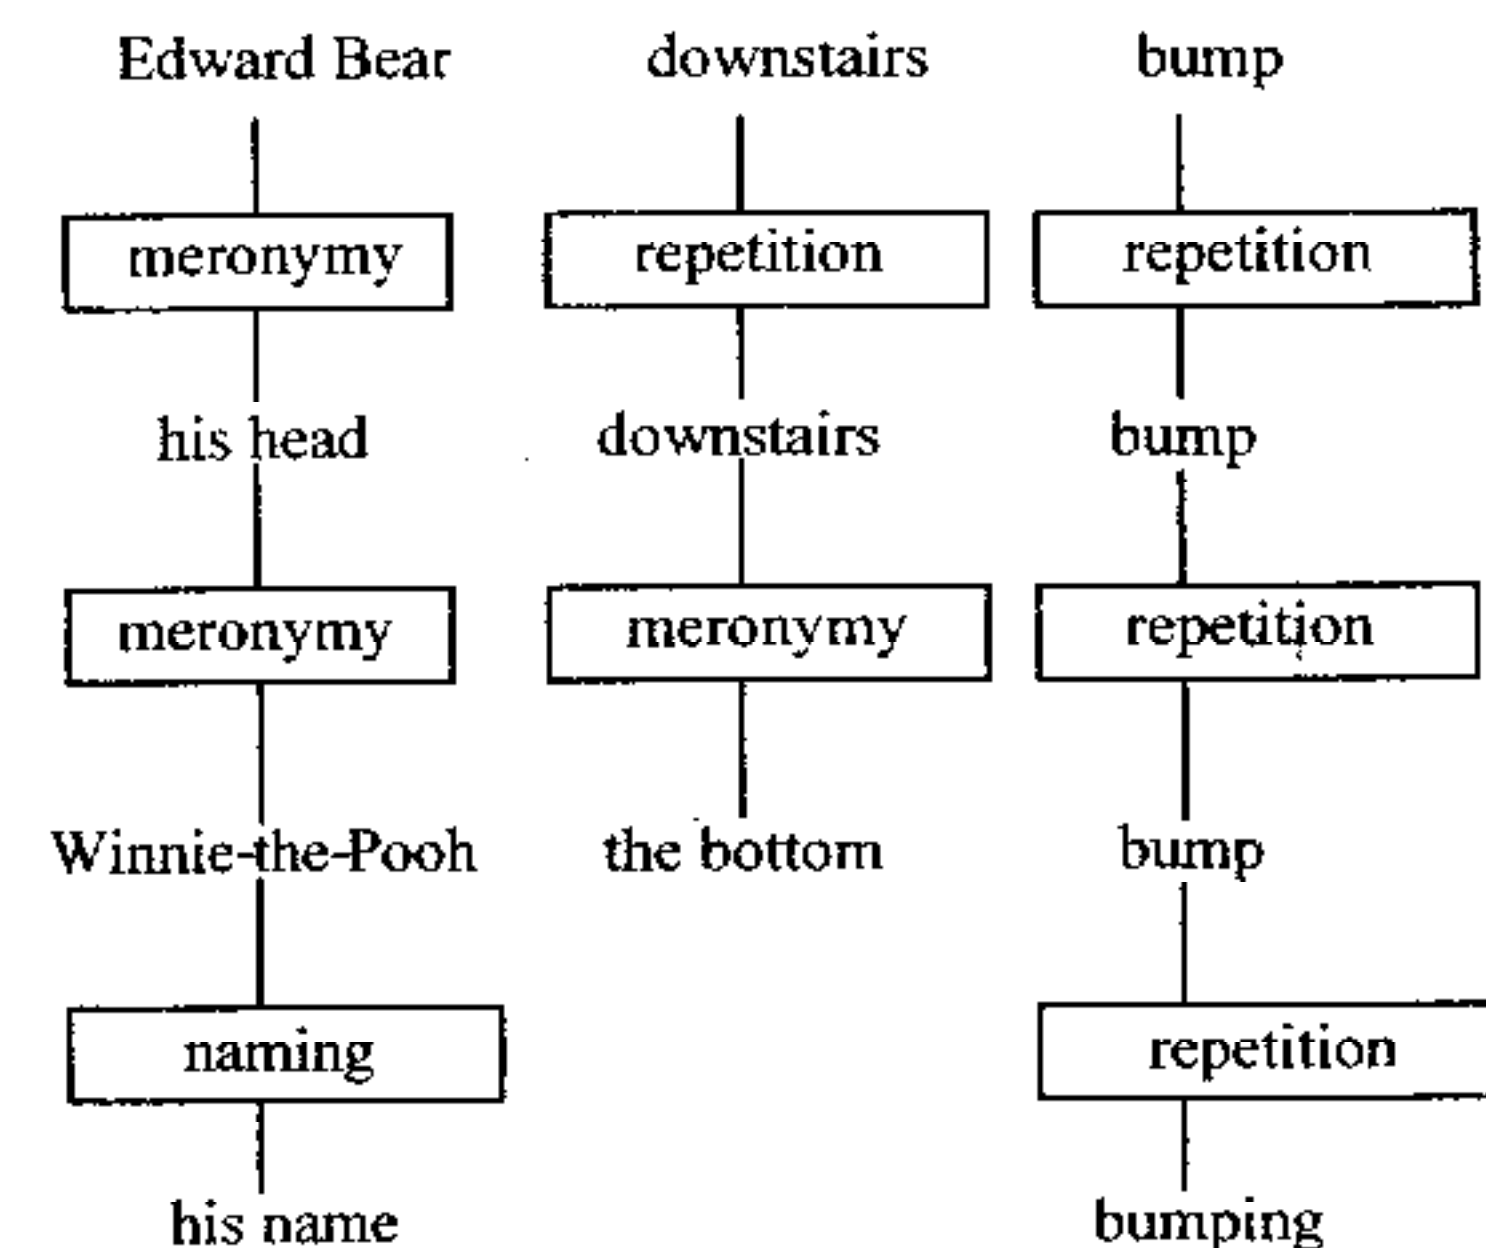 Edward Bear downstairs bump
meronymy repetition repetition
his head downstairs bump
meronymy meronymy repetition
Winnie-the-Pooh the bottom bump
naming repetition
his name bumping